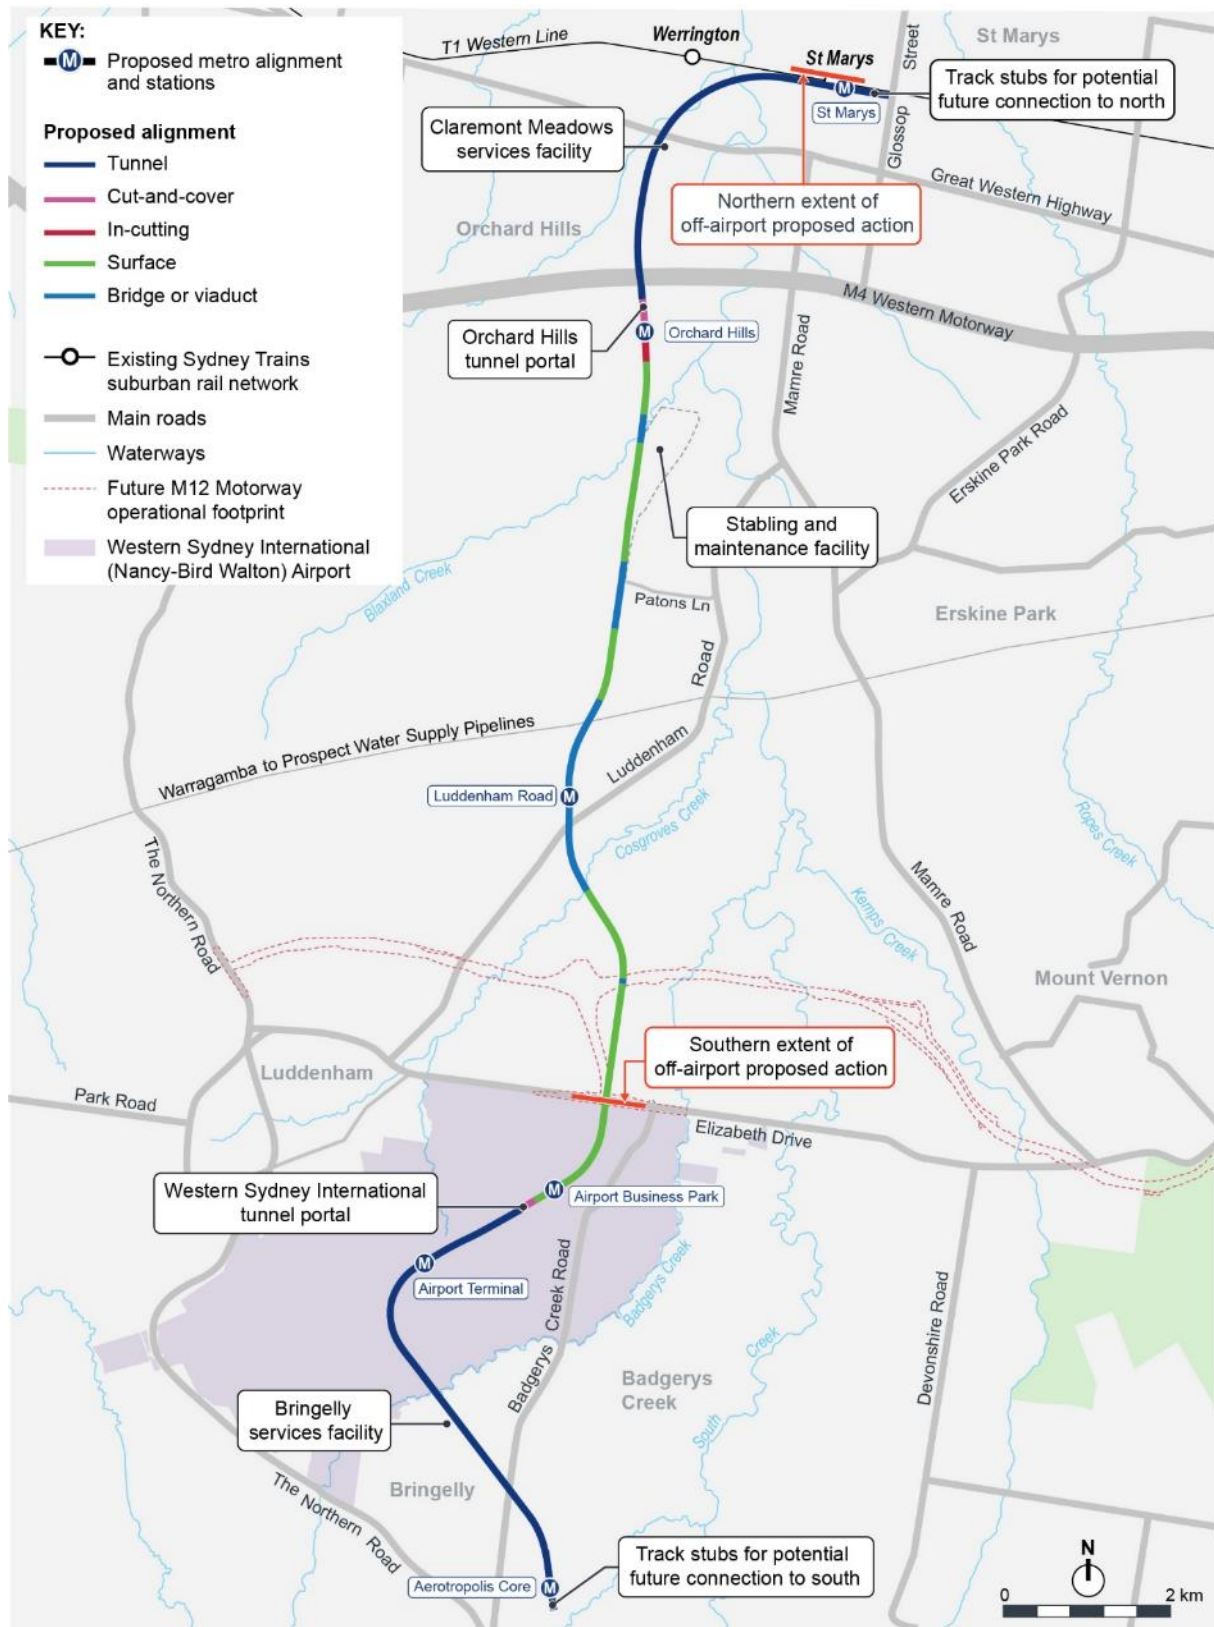 KEY:
Proposed metro alignment
and stations
Proposed alignment
Tunnel
Cut-and-cover
In-cutting
Surface
Bridge or viaduct
Existing Sydney Trains
suburban rail network
Main roads
Waterways
Future M12 Motorway
operational footprint
Western Sydney International
(Nancy-Bird Walton) Airport
T1 Western Line
Werrington
St Marys
St Marys
Street
Track stubs for potential
future connection to north
M
St Marys
Glossop
Claremont Meadows
services facility
Great Western Highway
Northern extent of
off-airport proposed action
Orchard Hills
M4 Western Motorway
Orchard Hills
tunnel portal
M
Orchard Hills
Mamre Road
Erskine Park Road
Stabling and
maintenance facility
Blaxland Creek
Patons Ln
Erskine Park
Road
Luddenham
Warragamba to Prospect Water Supply Pipelines
Luddenham Road
M
Cosgroves Creek
Ropes Creek
The Northern Road
Kemps Creek
Mamre Road
Mount Vernon
Southern extent of
off-airport proposed action
Luddenham
Park Road
Elizabeth Drive
Western Sydney International
tunnel portal
M
Airport Business Park
M
Airport Terminal
Badgerys Creek Road
Badgerys Creek
Badgerys
Creek
South Creek
Devonshire Road
Bringelly
services facility
Bringelly
The Northern Road
Track stubs for potential
future connection to south
Aerotropolis Core
M
N
0
2 km